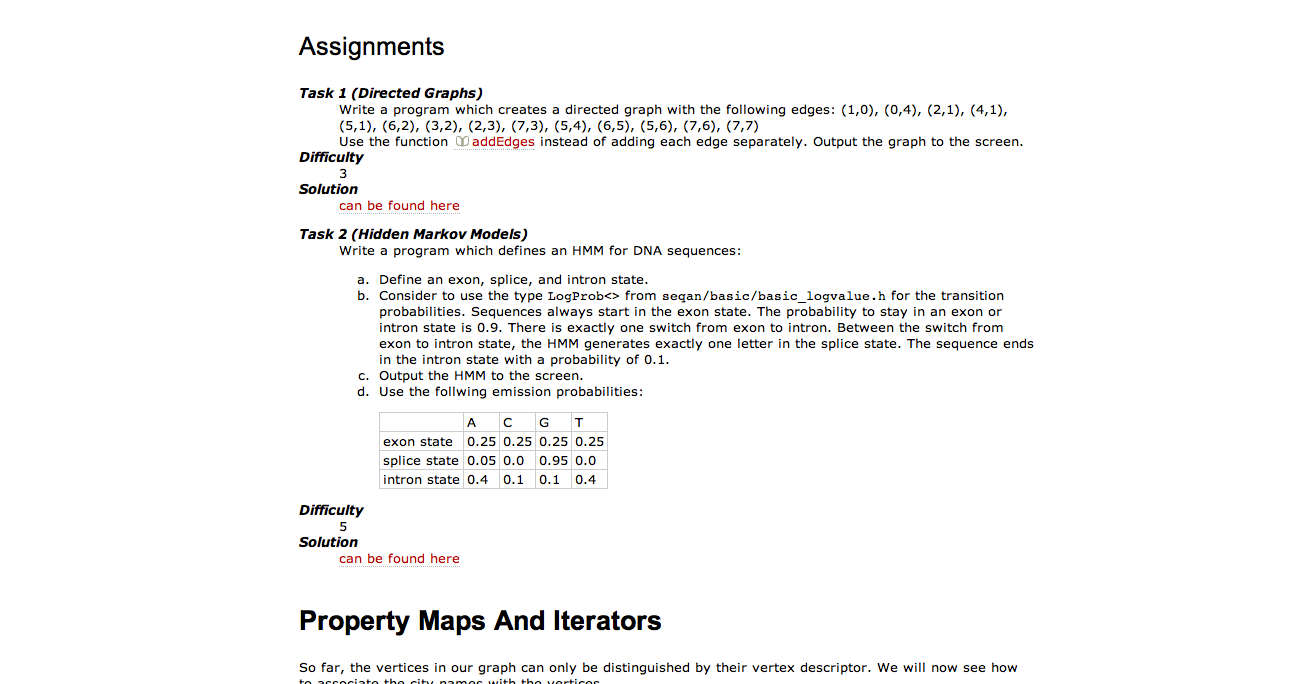 Assignments
Task 1 (Directed Graphs)
Write a program which creates a directed graph with the following edges: (1,0), (0,4), (2,1), (4,1),
(5,1), (6,2), (3,2), (2,3), (7,3), (5,4), (6,5), (5,6), (7,6), (7,7)
Use the function addEdges instead of adding each edge separately. Output the graph to the screen.
Difficulty
3
Solution
can be found here
Task 2 (Hidden Markov Models)
Write a program which defines an HMM for DNA sequences:
a. Define an exon, splice, and intron state.
b. Consider to use the type LogProb<> from seqan/basic/basic_logvalue.h for the transition
probabilities. Sequences always start in the exon state. The probability to stay in an exon or
intron state is 0.9. There is exactly one switch from exon to intron. Between the switch from
exon to intron state, the HMM generates exactly one letter in the splice state. The sequence ends
in the intron state with a probability of 0.1.
c. Output the HMM to the screen.
d. Use the follwing emission probabilities:
A C G T
exon state 0.25 0.25 0.25 0.25
splice state 0.05 0.0 0.95 0.0
intron state 0.4 0.1 0.1 0.4
Difficulty
5
Solution
can be found here
Property Maps And Iterators
So far, the vertices in our graph can only be distinguished by their vertex descriptor. We will now see how
to associate the city names with the vertices.